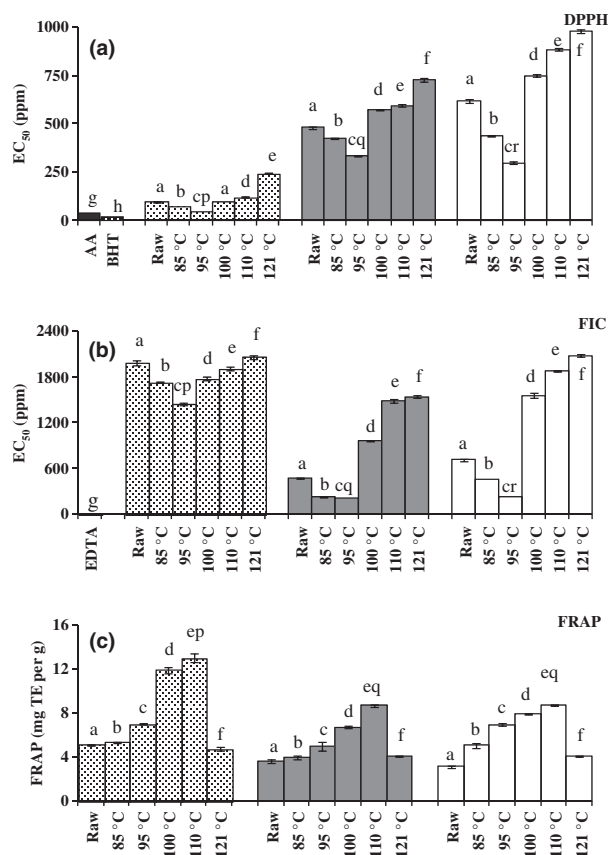 DPPH
(a)
EC50 (ppm)
1000
750
500
250
0
g h a b cp a d e a b cq d e f a b cr d e f
AA BHT Raw 85 °C 95 °C 100 °C 110 °C 121 °C Raw 85 °C 95 °C 100 °C 110 °C 121 °C Raw 85 °C 95 °C 100 °C 110 °C 121 °C
FIC
(b)
EC50 (ppm)
2400
1800
1200
600
0
g a b cp d e f a b cq d e f a b cr d e f
EDTA Raw 85 °C 95 °C 100 °C 110 °C 121 °C Raw 85 °C 95 °C 100 °C 110 °C 121 °C Raw 85 °C 95 °C 100 °C 110 °C 121 °C
FRAP
(c)
FRAP (mg TE per g)
16
12
8
4
0
a b c d ep f a b c d eq f a b c d eq f
Raw 85 °C 95 °C 100 °C 110 °C 121 °C Raw 85 °C 95 °C 100 °C 110 °C 121 °C Raw 85 °C 95 °C 100 °C 110 °C 121 °C